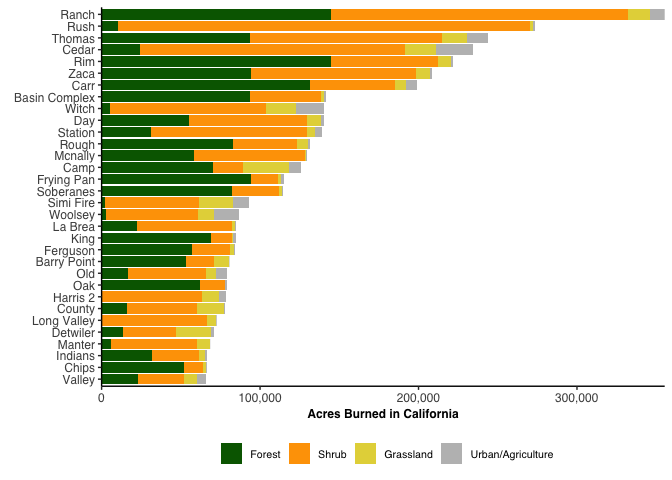 Ranch
Rush
Thomas
Cedar
Rim
Zaca
Carr
Basin Complex
Witch
Day
Station
Rough
Mcnally
Camp
Frying Pan
Soberanes
Simi Fire
Woolsey
La Brea
King
Ferguson
Barry Point
Old
Oak
Harris 2
County
Long Valley
Detwiler
Manter
Indians
Chips
Valley
0 100,000 200,000 300,000
Acres Burned in California
Forest Shrub Grassland Urban/Agriculture